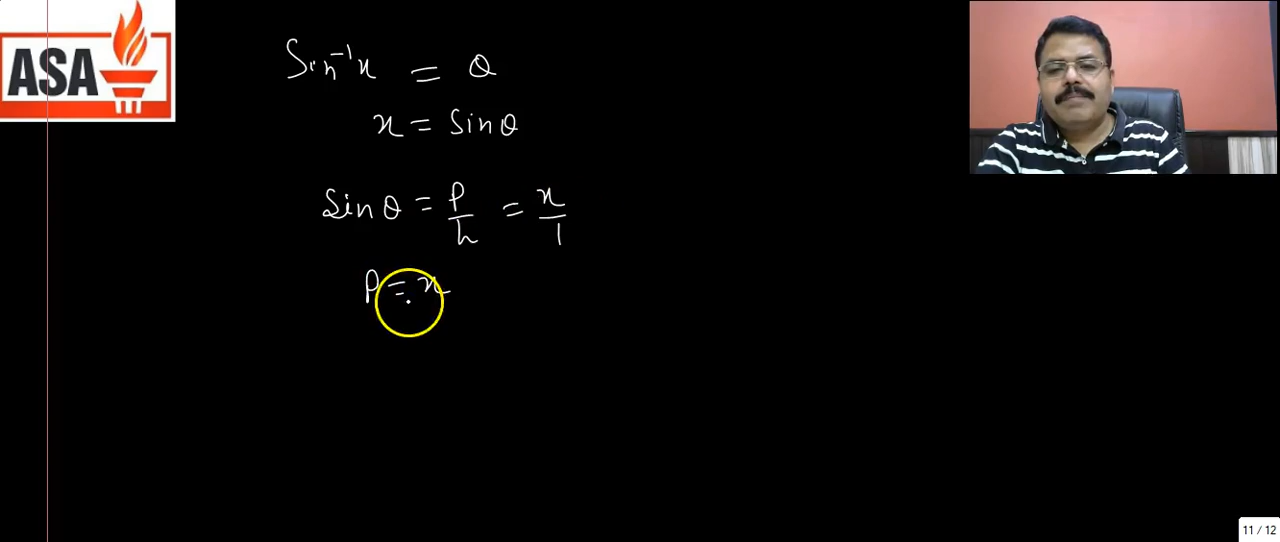 ASA
Sin⁻¹x = θ
x = Sinθ
Sinθ = P/h = x/1
P = x
11 / 12